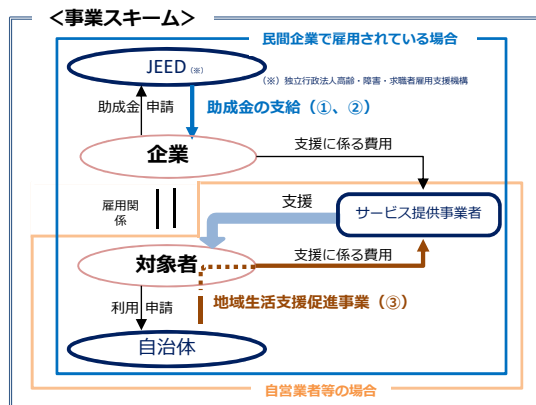 ＜事業スキーム＞
民間企業で雇用されている場合
JEED（※）
（※）独立行政法人高齢・障害・求職者雇用支援機構
助成金 申請
助成金の支給（①、②）
企業
支援に係る費用
雇用関
係
支援
サービス提供事業者
対象者
支援に係る費用
利用 申請
地域生活支援促進事業（③）
自治体
自営業者等の場合